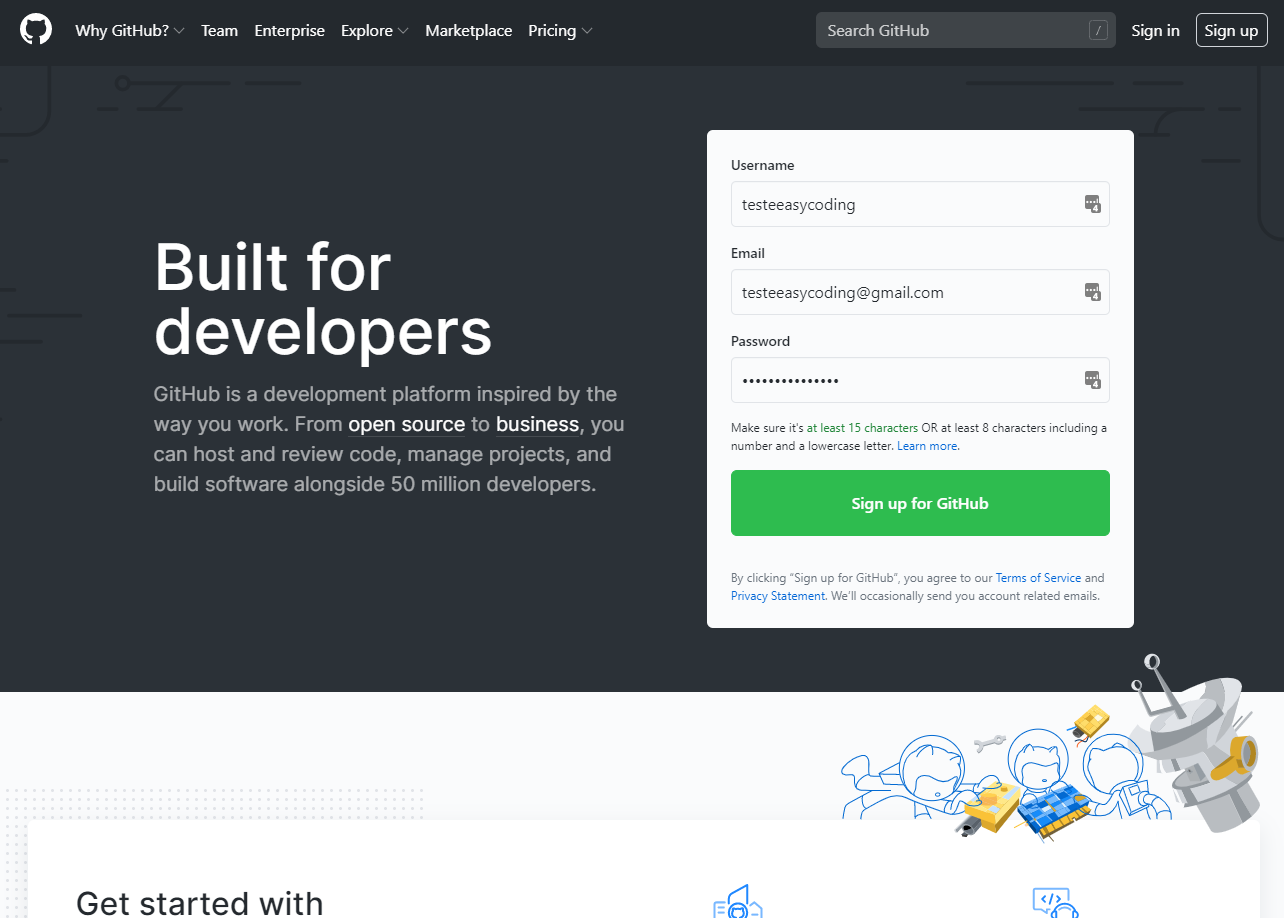 Why GitHub? Team Enterprise Explore Marketplace Pricing Search GitHub / Sign in Sign up
Built for
developers
GitHub is a development platform inspired by the
way you work. From open source to business, you
can host and review code, manage projects, and
build software alongside 50 million developers.
Username
testeeasycoding
Email
testeeasycoding@gmail.com
Password
•••••••••••••••
Make sure it's at least 15 characters OR at least 8 characters including a
number and a lowercase letter. Learn more.
Sign up for GitHub
By clicking “Sign up for GitHub”, you agree to our Terms of Service and
Privacy Statement. We’ll occasionally send you account related emails.
Get started with